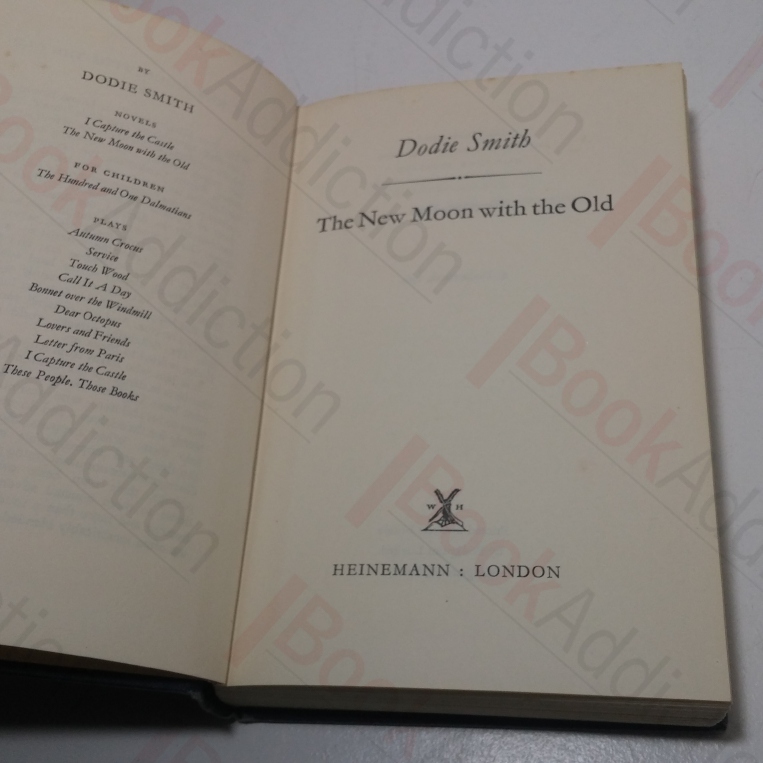 BY
DODIE SMITH
NOVELS
I Capture the Castle
The New Moon with the Old
FOR CHILDREN
The Hundred and One Dalmatians
PLAYS
Autumn Crocus
Service
Touch Wood
Call It A Day
Bonnet over the Windmill
Dear Octopus
Lovers and Friends
Letter from Paris
I Capture the Castle
These People, Those Books
Dodie Smith
The New Moon with the Old
W H
HEINEMANN : LONDON
BookAddiction